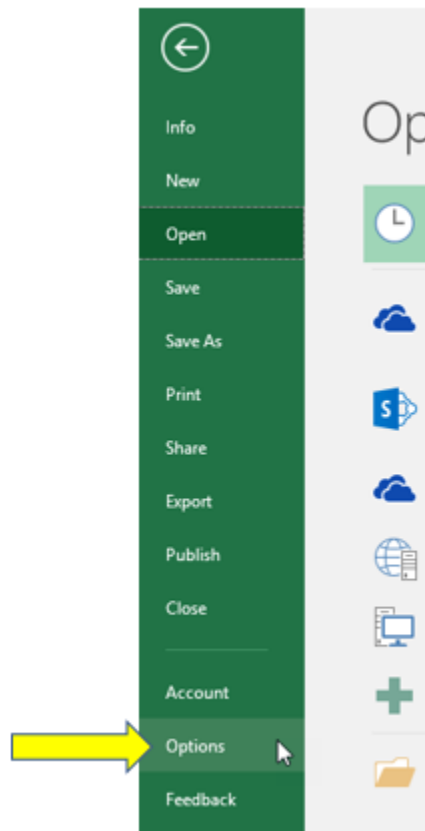 Info
New
Open
Save
Save As
Print
Share
Export
Publish
Close
Account
Options
Feedback
Op
S